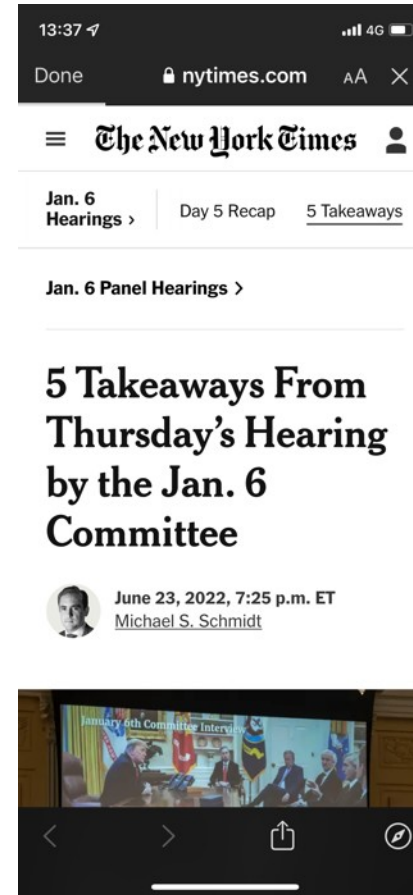 13:37
4G
Done
nytimes.com
AA
The New York Times
Jan. 6
Hearings >
Day 5 Recap
5 Takeaways
Jan. 6 Panel Hearings >
5 Takeaways From
Thursday’s Hearing
by the Jan. 6
Committee
June 23, 2022, 7:25 p.m. ET
Michael S. Schmidt
January 6th Committee Interview